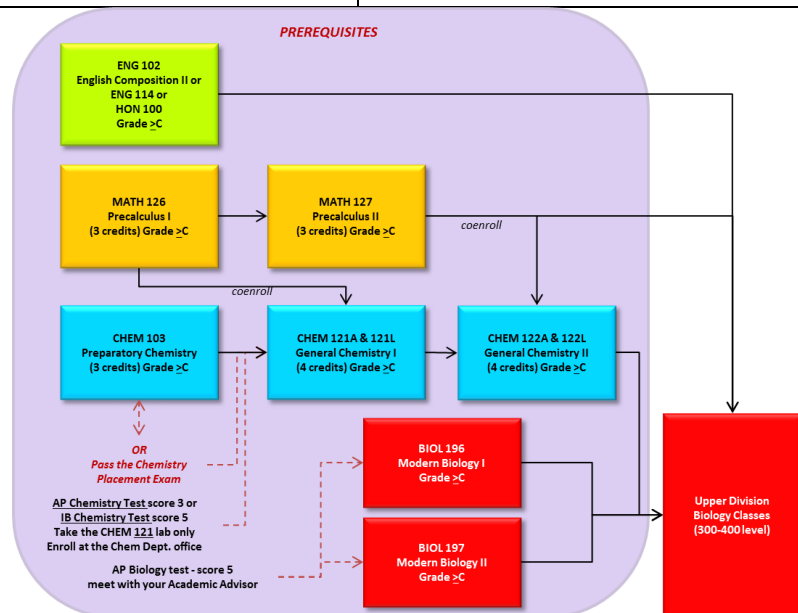 PREREQUISITES
ENG 102
English Composition II or
ENG 114 or
HON 100
Grade >C
MATH 126
Precalculus I
(3 credits) Grade >C
MATH 127
Precalculus II
(3 credits) Grade >C
coenroll
coenroll
CHEM 103
Preparatory Chemistry
(3 credits) Grade >C
CHEM 121A & 121L
General Chemistry I
(4 credits) Grade >C
CHEM 122A & 122L
General Chemistry II
(4 credits) Grade >C
OR
Pass the Chemistry
Placement Exam
AP Chemistry Test score 3 or
IB Chemistry Test score 5
Take the CHEM 121 lab only
Enroll at the Chem Dept. office
AP Biology test - score 5
meet with your Academic Advisor
BIOL 196
Modern Biology I
Grade >C
BIOL 197
Modern Biology II
Grade >C
Upper Division
Biology Classes
(300-400 level)